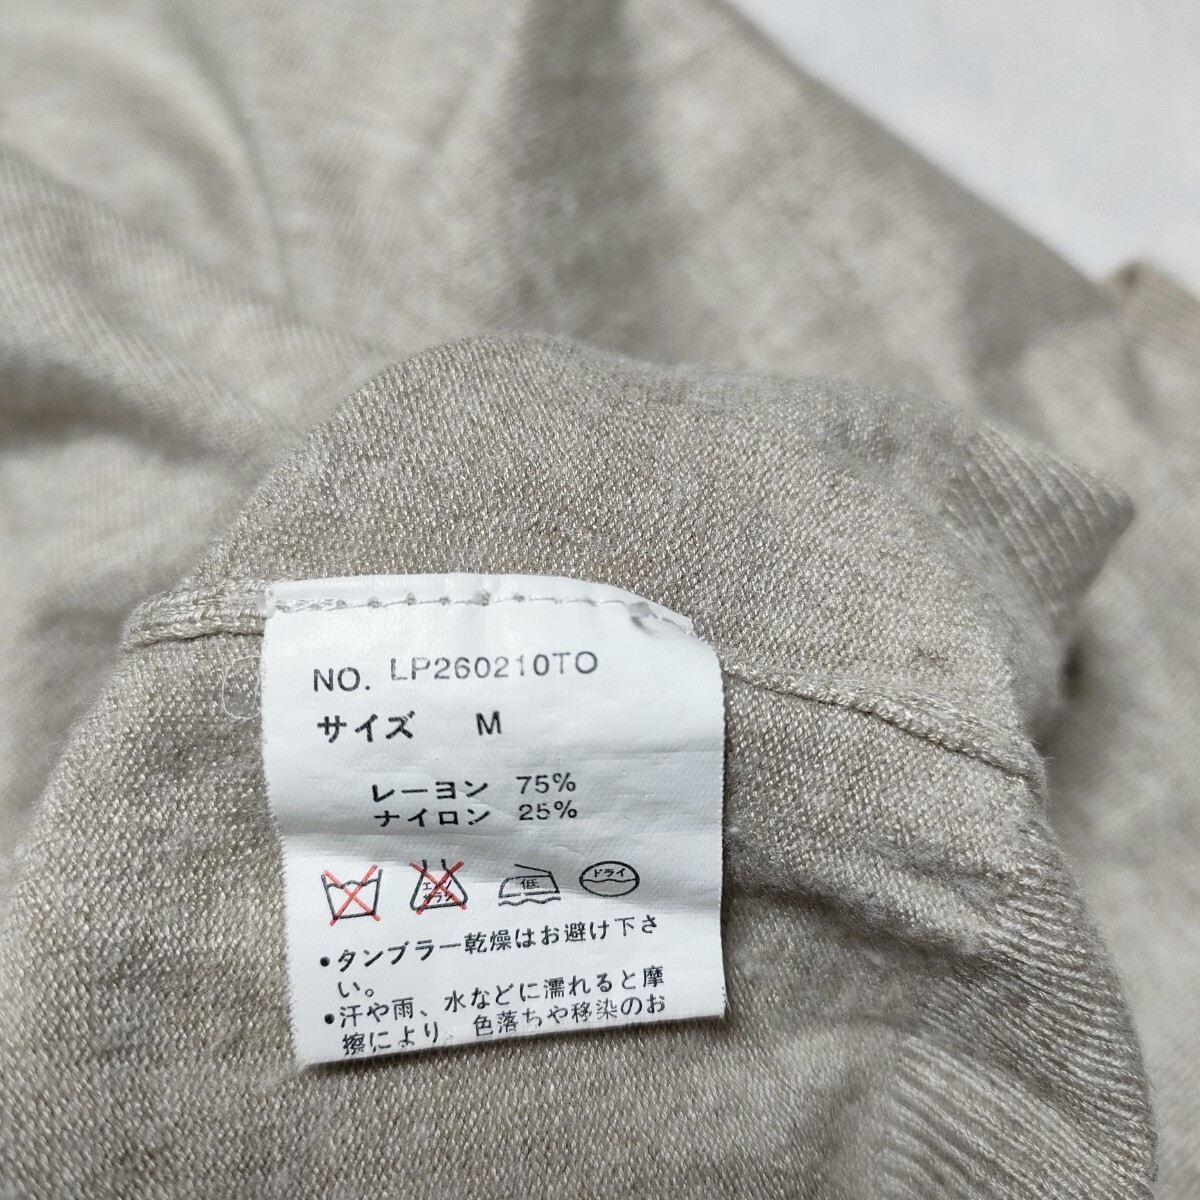 NO. LP260210TO
サイズ M
レーヨン 75%
ナイロン 25%
エンソサラシ 低 ドライ
•タンブラー乾燥はお避け下さ
い。
•汗や雨、水などに濡れると摩
擦により、色落ちや移染のお